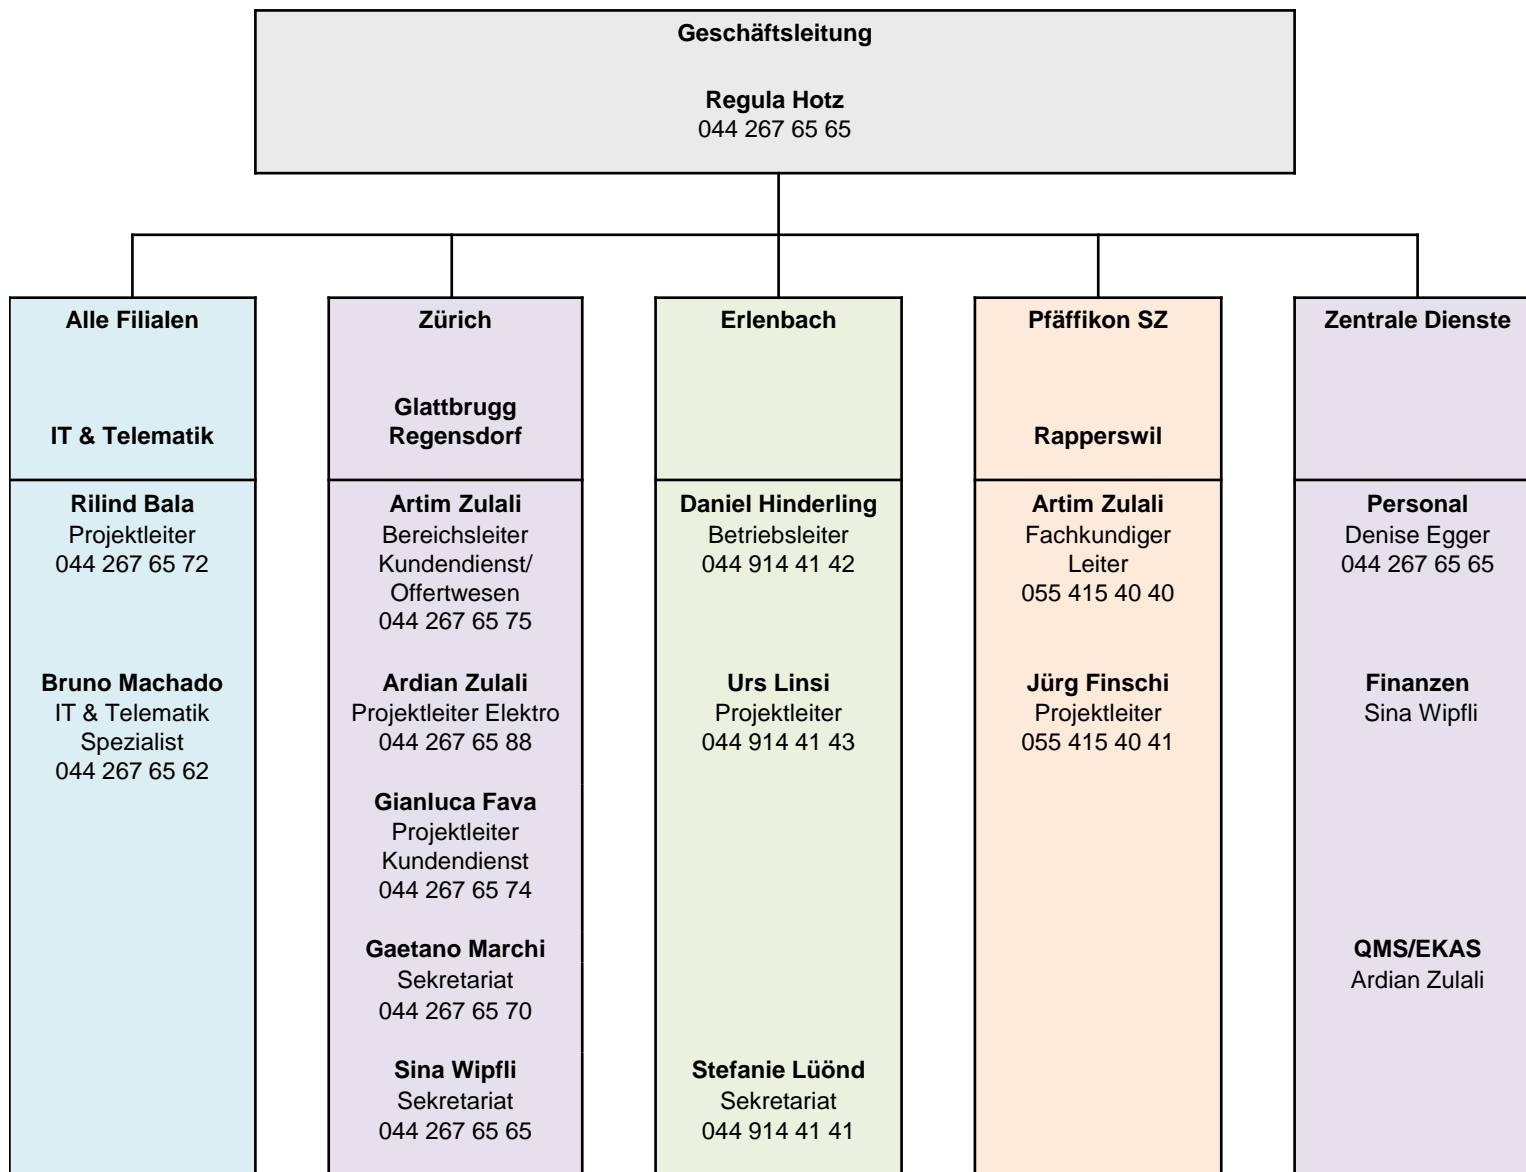 Geschäftsleitung
Regula Hotz
044 267 65 65
Alle Filialen
IT & Telematik
Rilind Bala
Projektleiter
044 267 65 72
Bruno Machado
IT & Telematik
Spezialist
044 267 65 62
Zürich
Glattbrugg
Regensdorf
Artim Zulali
Bereichsleiter
Kundendienst/
Offertwesen
044 267 65 75
Ardian Zulali
Projektleiter Elektro
044 267 65 88
Gianluca Fava
Projektleiter
Kundendienst
044 267 65 74
Gaetano Marchi
Sekretariat
044 267 65 70
Sina Wipfli
Sekretariat
044 267 65 65
Erlenbach
Daniel Hinderling
Betriebsleiter
044 914 41 42
Urs Linsi
Projektleiter
044 914 41 43
Stefanie Lüönd
Sekretariat
044 914 41 41
Pfäffikon SZ
Rapperswil
Artim Zulali
Fachkundiger
Leiter
055 415 40 40
Jürg Finschi
Projektleiter
055 415 40 41
Zentrale Dienste
Personal
Denise Egger
044 267 65 65
Finanzen
Sina Wipfli
QMS/EKAS
Ardian Zulali